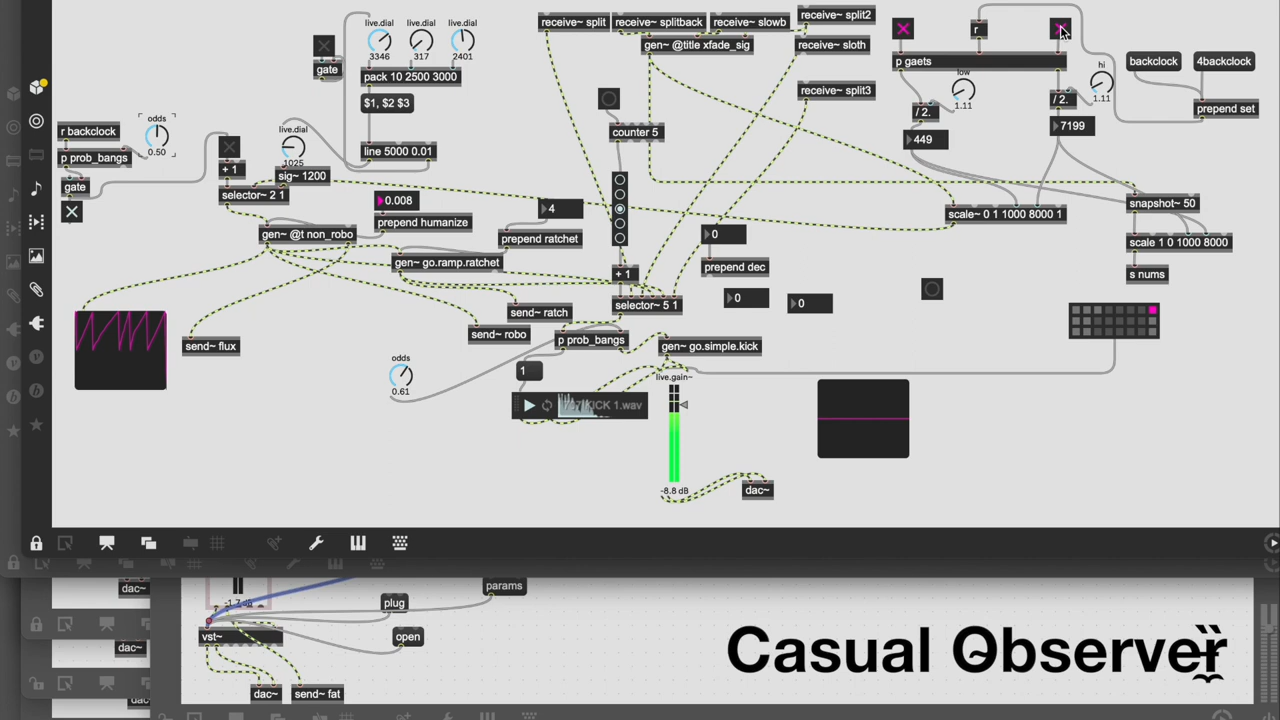 receive~ split
receive~ splitback
receive~ slowb
receive~ split2
gen~ @title xfade_sig
receive~ sloth
receive~ split3
live.dial
live.dial
live.dial
3346
317
2401
gate
pack 10 2500 3000
$1, $2 $3
line 5000 0.01
odds
r backclock
0.50
p prob_bangs
gate
live.dial
1025
+ 1
sig~ 1200
selector~ 2 1
0.008
prepend humanize
gen~ @t non_robo
4
prepend ratchet
gen~ go.ramp.ratchet
counter 5
+ 1
selector~ 5 1
0
prepend dec
0
0
send~ ratch
send~ robo
send~ flux
p prob_bangs
gen~ go.simple.kick
odds
0.61
1
707KICK 1.wav
live.gain~
-8.8 dB
dac~
r
p gaets
low
1.11
/ 2.
449
hi
1.11
/ 2.
7199
backclock
4backclock
prepend set
scale~ 0 1 1000 8000 1
snapshot~ 50
scale 1 0 1000 8000
s nums
dac~
dac~
-1.7 dB
params
plug
open
vst~
dac~
send~ fat
Casual Observer